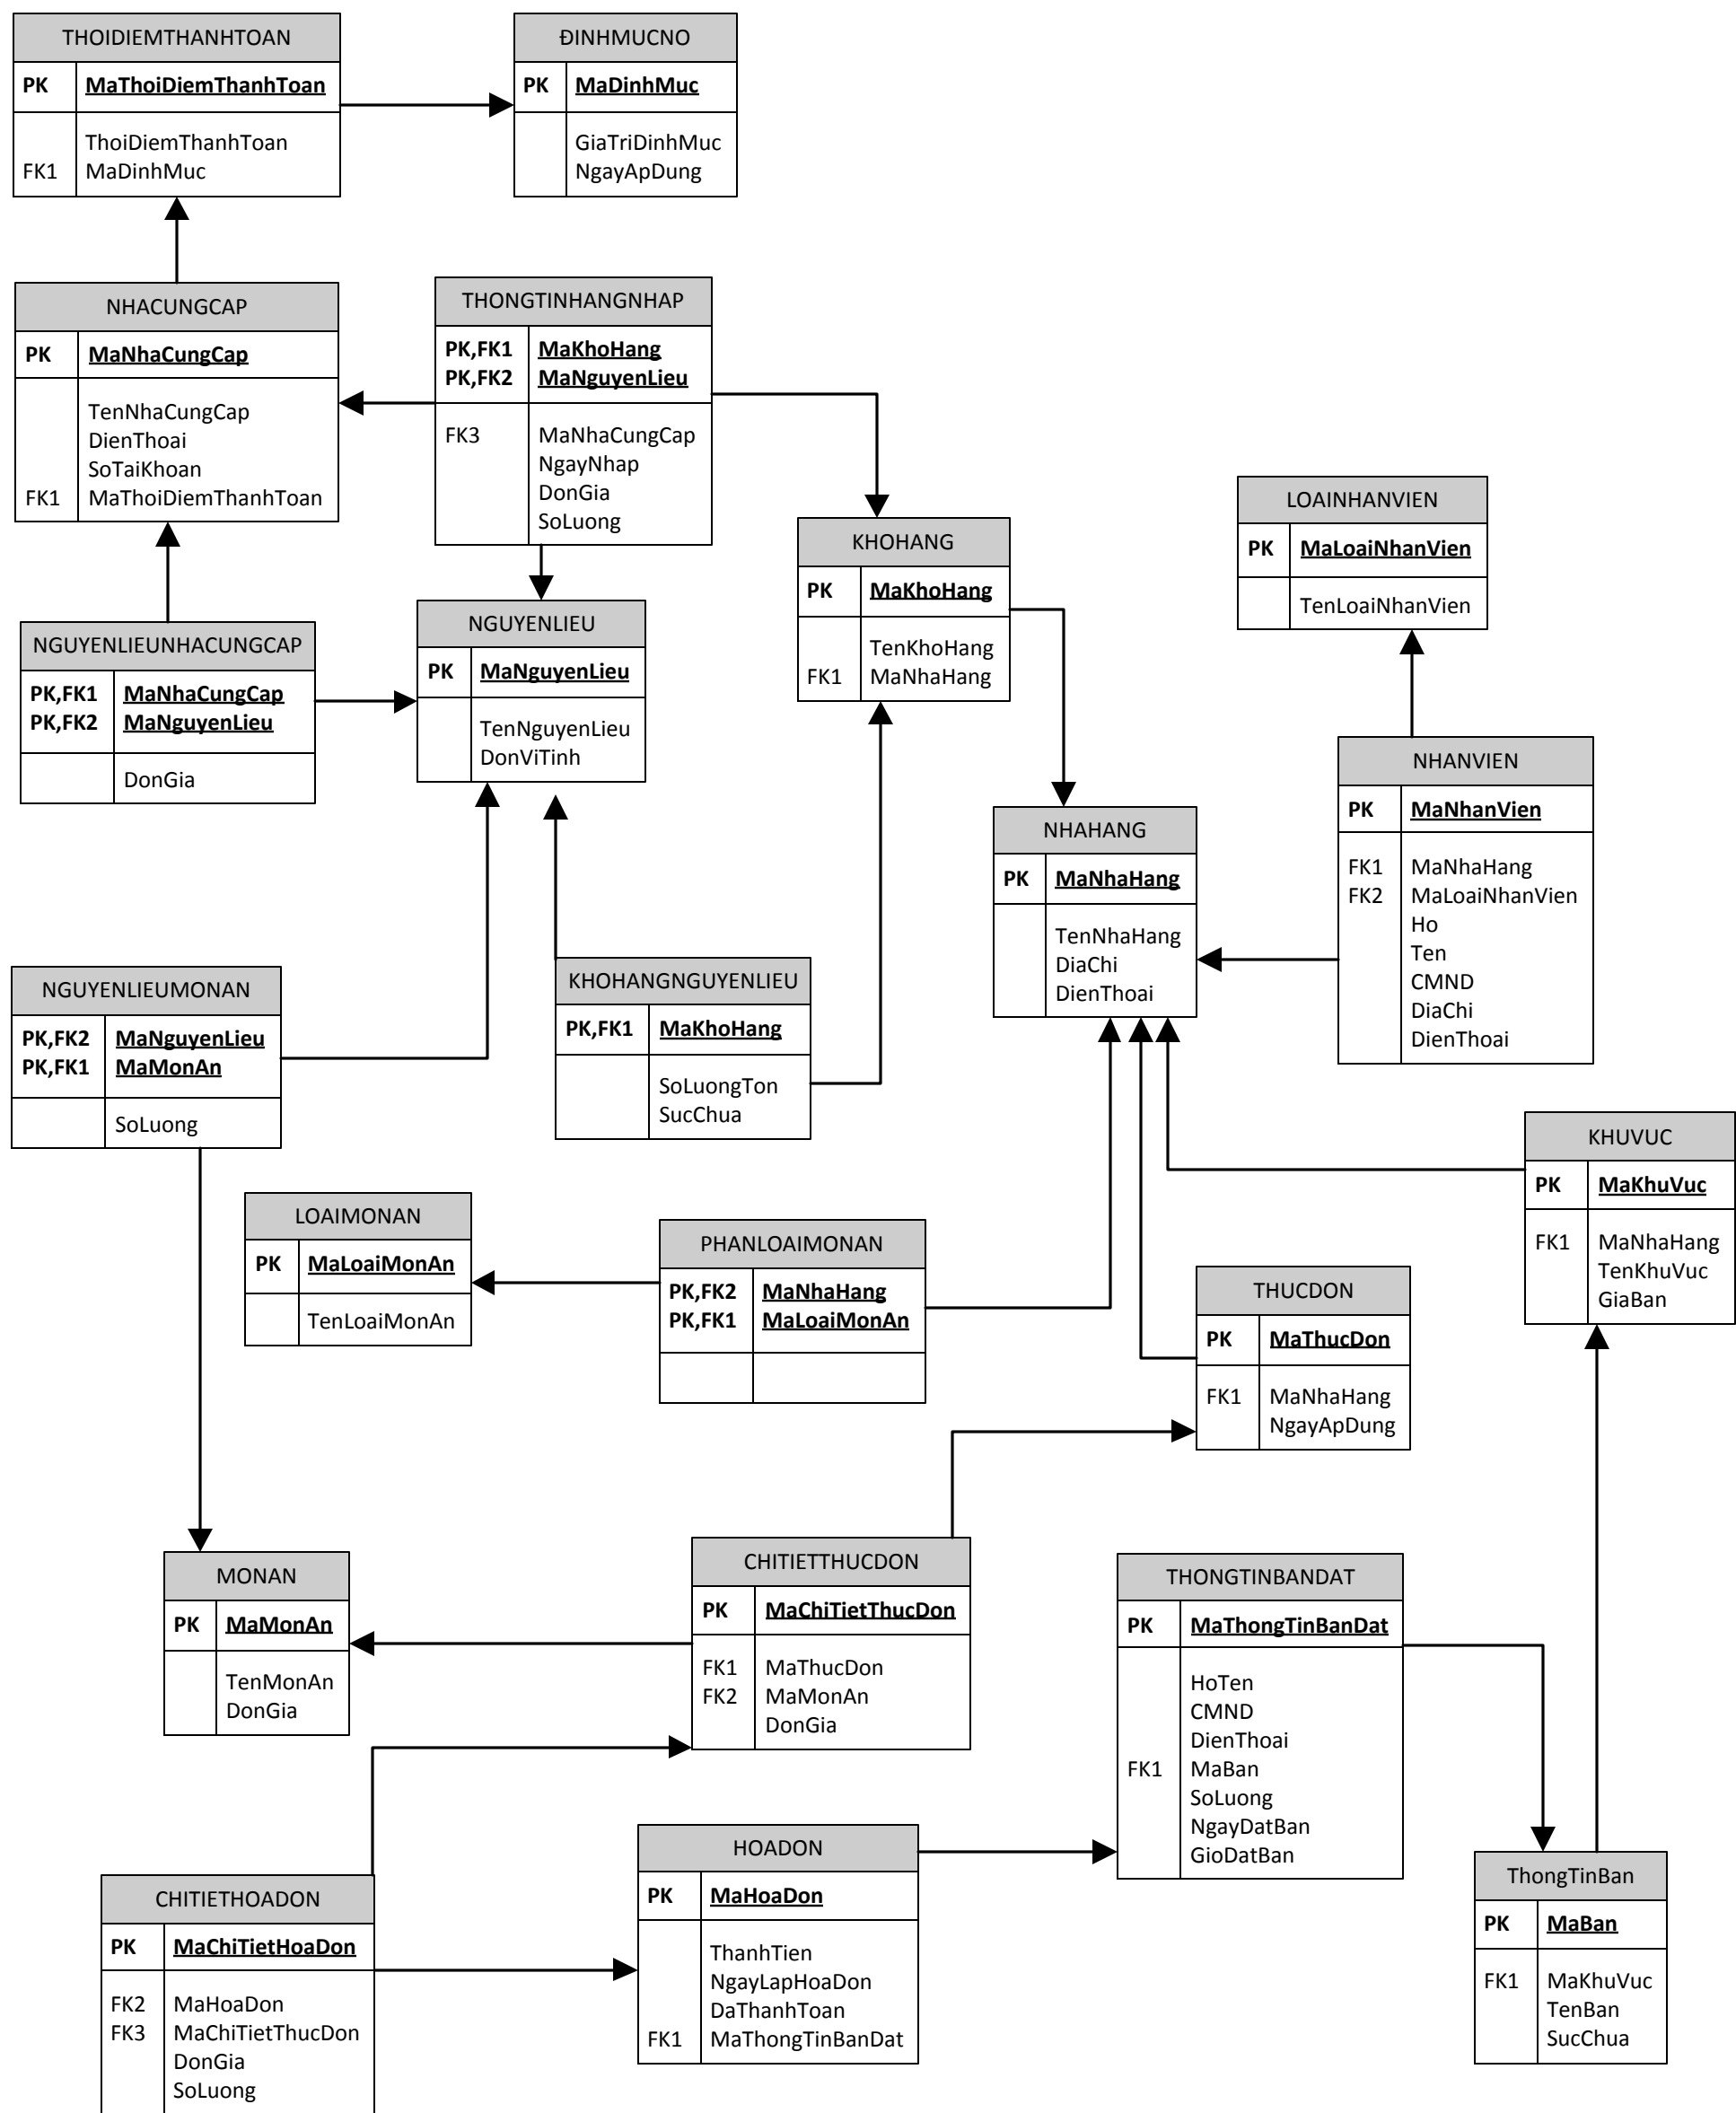 THOIDIEMTHANHTOAN
PK MaThoiDiemThanhToan
ThoiDiemThanhToan
FK1 MaDinhMuc
ĐINHMUCNO
PK MaDinhMuc
GiaTriDinhMuc
NgayApDung
NHACUNGCAP
PK MaNhaCungCap
TenNhaCungCap
DienThoai
SoTaiKhoan
FK1 MaThoiDiemThanhToan
THONGTINHANGNHAP
PK,FK1 MaKhoHang
PK,FK2 MaNguyenLieu
FK3 MaNhaCungCap
NgayNhap
DonGia
SoLuong
KHOHANG
PK MaKhoHang
TenKhoHang
FK1 MaNhaHang
LOAINHANVIEN
PK MaLoaiNhanVien
TenLoaiNhanVien
NGUYENLIEUNHACUNGCAP
PK,FK1 MaNhaCungCap
PK,FK2 MaNguyenLieu
DonGia
NGUYENLIEU
PK MaNguyenLieu
TenNguyenLieu
DonViTinh
NHANVIEN
PK MaNhanVien
FK1 MaNhaHang
FK2 MaLoaiNhanVien
Ho
Ten
CMND
DiaChi
DienThoai
NHAHANG
PK MaNhaHang
TenNhaHang
DiaChi
DienThoai
NGUYENLIEUMONAN
PK,FK2 MaNguyenLieu
PK,FK1 MaMonAn
SoLuong
KHOHANGNGUYENLIEU
PK,FK1 MaKhoHang
SoLuongTon
SucChua
KHUVUC
PK MaKhuVuc
FK1 MaNhaHang
TenKhuVuc
GiaBan
LOAIMONAN
PK MaLoaiMonAn
TenLoaiMonAn
PHANLOAIMONAN
PK,FK2 MaNhaHang
PK,FK1 MaLoaiMonAn
THUCDON
PK MaThucDon
FK1 MaNhaHang
NgayApDung
MONAN
PK MaMonAn
TenMonAn
DonGia
CHITIETTHUCDON
PK MaChiTietThucDon
FK1 MaThucDon
FK2 MaMonAn
DonGia
THONGTINBANDAT
PK MaThongTinBanDat
HoTen
CMND
DienThoai
FK1 MaBan
SoLuong
NgayDatBan
GioDatBan
HOADON
PK MaHoaDon
ThanhTien
NgayLapHoaDon
DaThanhToan
FK1 MaThongTinBanDat
ThongTinBan
PK MaBan
FK1 MaKhuVuc
TenBan
SucChua
CHITIETHOADON
PK MaChiTietHoaDon
FK2 MaHoaDon
FK3 MaChiTietThucDon
DonGia
SoLuong